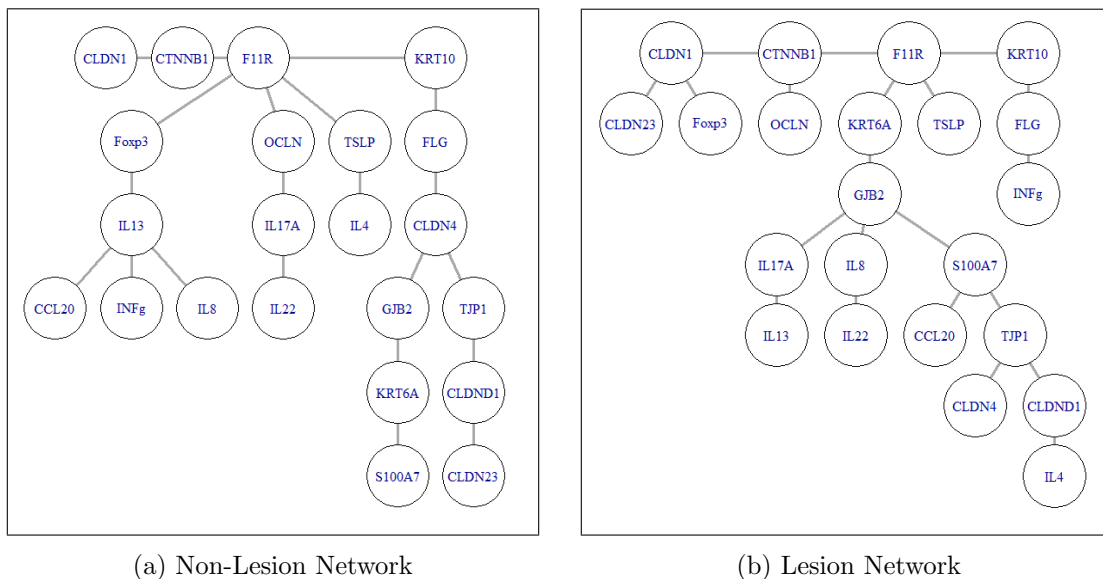 CLDN1 CTNNB1 F11R KRT10
Foxp3 OCLN TSLP FLG
IL13 IL17A IL4 CLDN4
CCL20 INFg IL8 IL22 GJB2 TJP1
KRT6A CLDND1
S100A7 CLDN23
(a) Non-Lesion Network
CLDN1 CTNNB1 F11R KRT10
CLDN23 Foxp3 OCLN KRT6A TSLP FLG
GJB2 INFg
IL17A IL8 S100A7
IL13 IL22 CCL20 TJP1
CLDN4 CLDND1
IL4
(b) Lesion Network